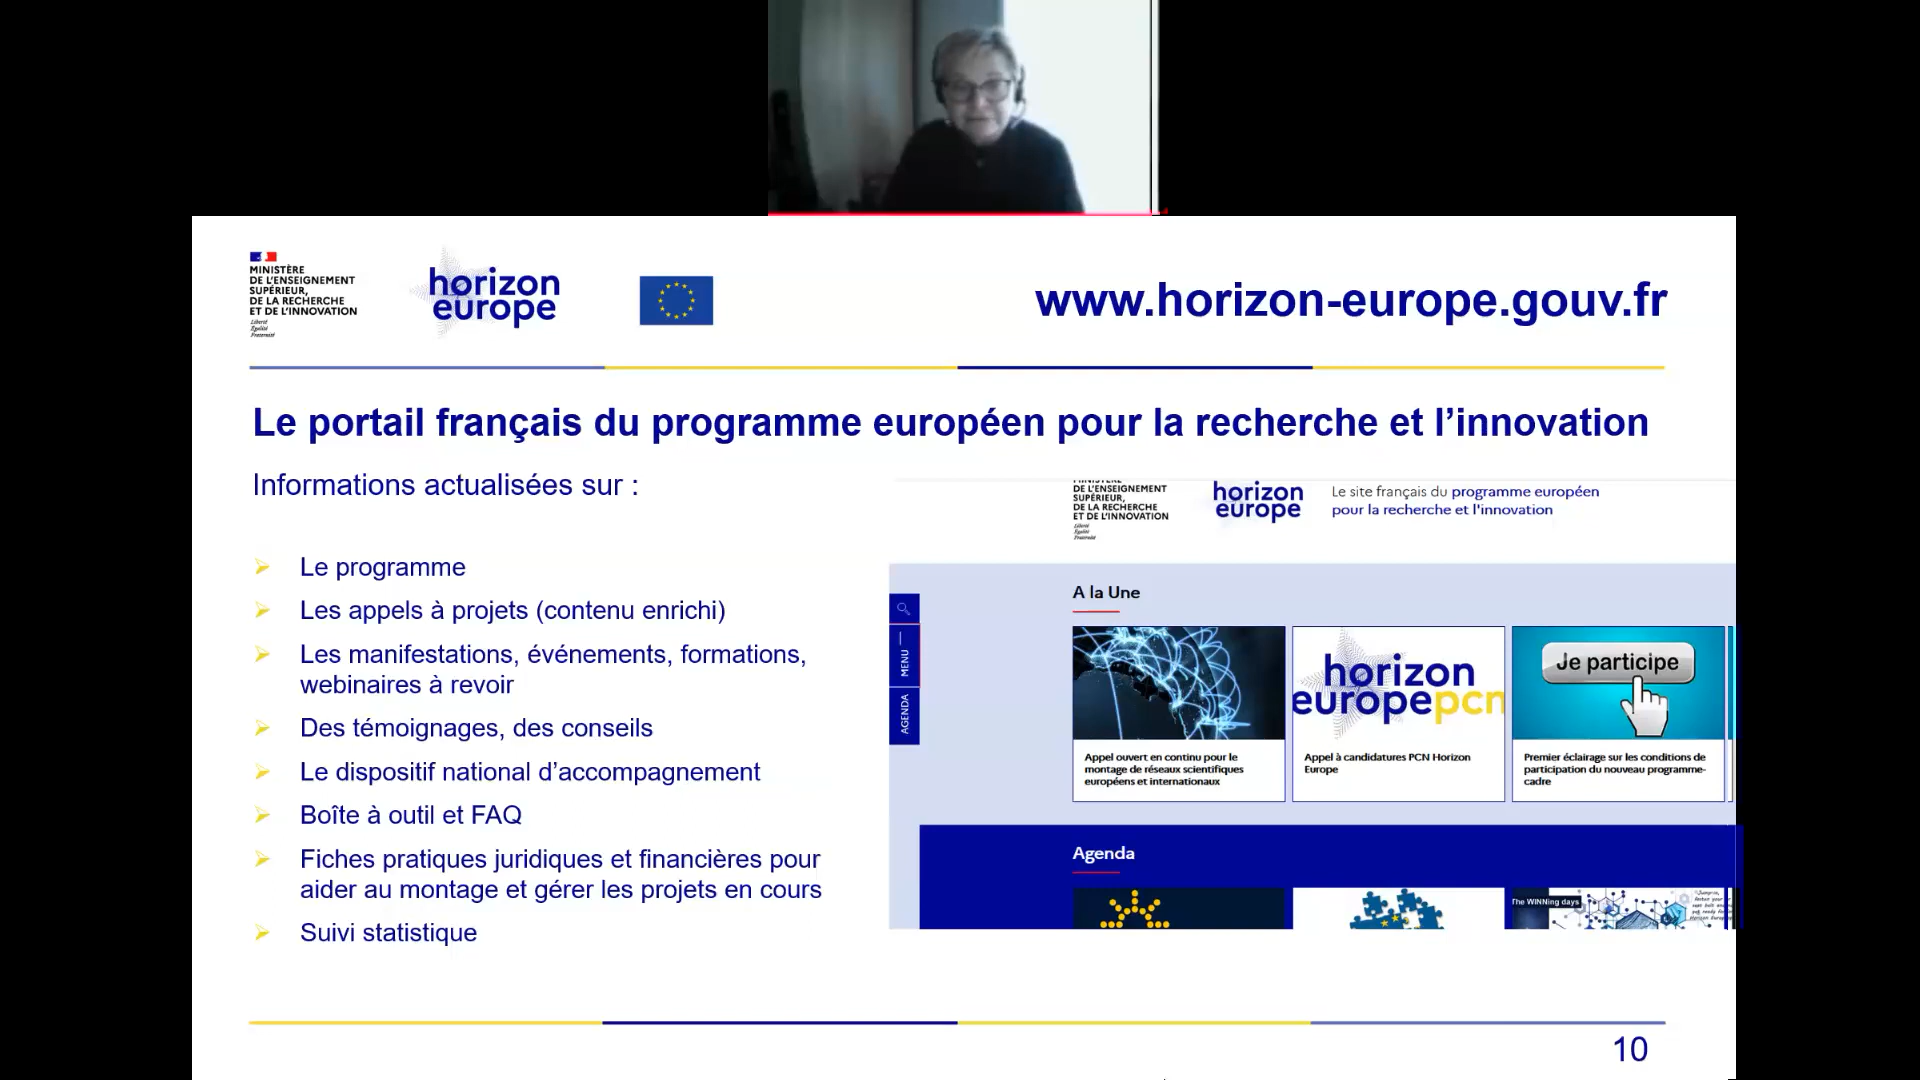 MINISTÈRE
DE L'ENSEIGNEMENT
SUPÉRIEUR,
DE LA RECHERCHE
ET DE L'INNOVATION
Liberté
Égalité
Fraternité
horizon
europe
www.horizon-europe.gouv.fr
Le portail français du programme européen pour la recherche et l’innovation
Informations actualisées sur :
Le programme
Les appels à projets (contenu enrichi)
Les manifestations, événements, formations,
webinaires à revoir
Des témoignages, des conseils
Le dispositif national d’accompagnement
Boîte à outil et FAQ
Fiches pratiques juridiques et financières pour
aider au montage et gérer les projets en cours
Suivi statistique
MINISTÈRE
DE L'ENSEIGNEMENT
SUPÉRIEUR,
DE LA RECHERCHE
ET DE L'INNOVATION
Liberté
Égalité
Fraternité
horizon
europe
Le site français du programme européen
pour la recherche et l'innovation
MENU
AGENDA
A la Une
horizon
europepcn
Je participe
Appel ouvert en continu pour le
montage de réseaux scientifiques
européens et internationaux
Appel à candidatures PCN Horizon
Europe
Premier éclairage sur les conditions de
participation du nouveau programme-
cadre
Agenda
The WINNing days
10